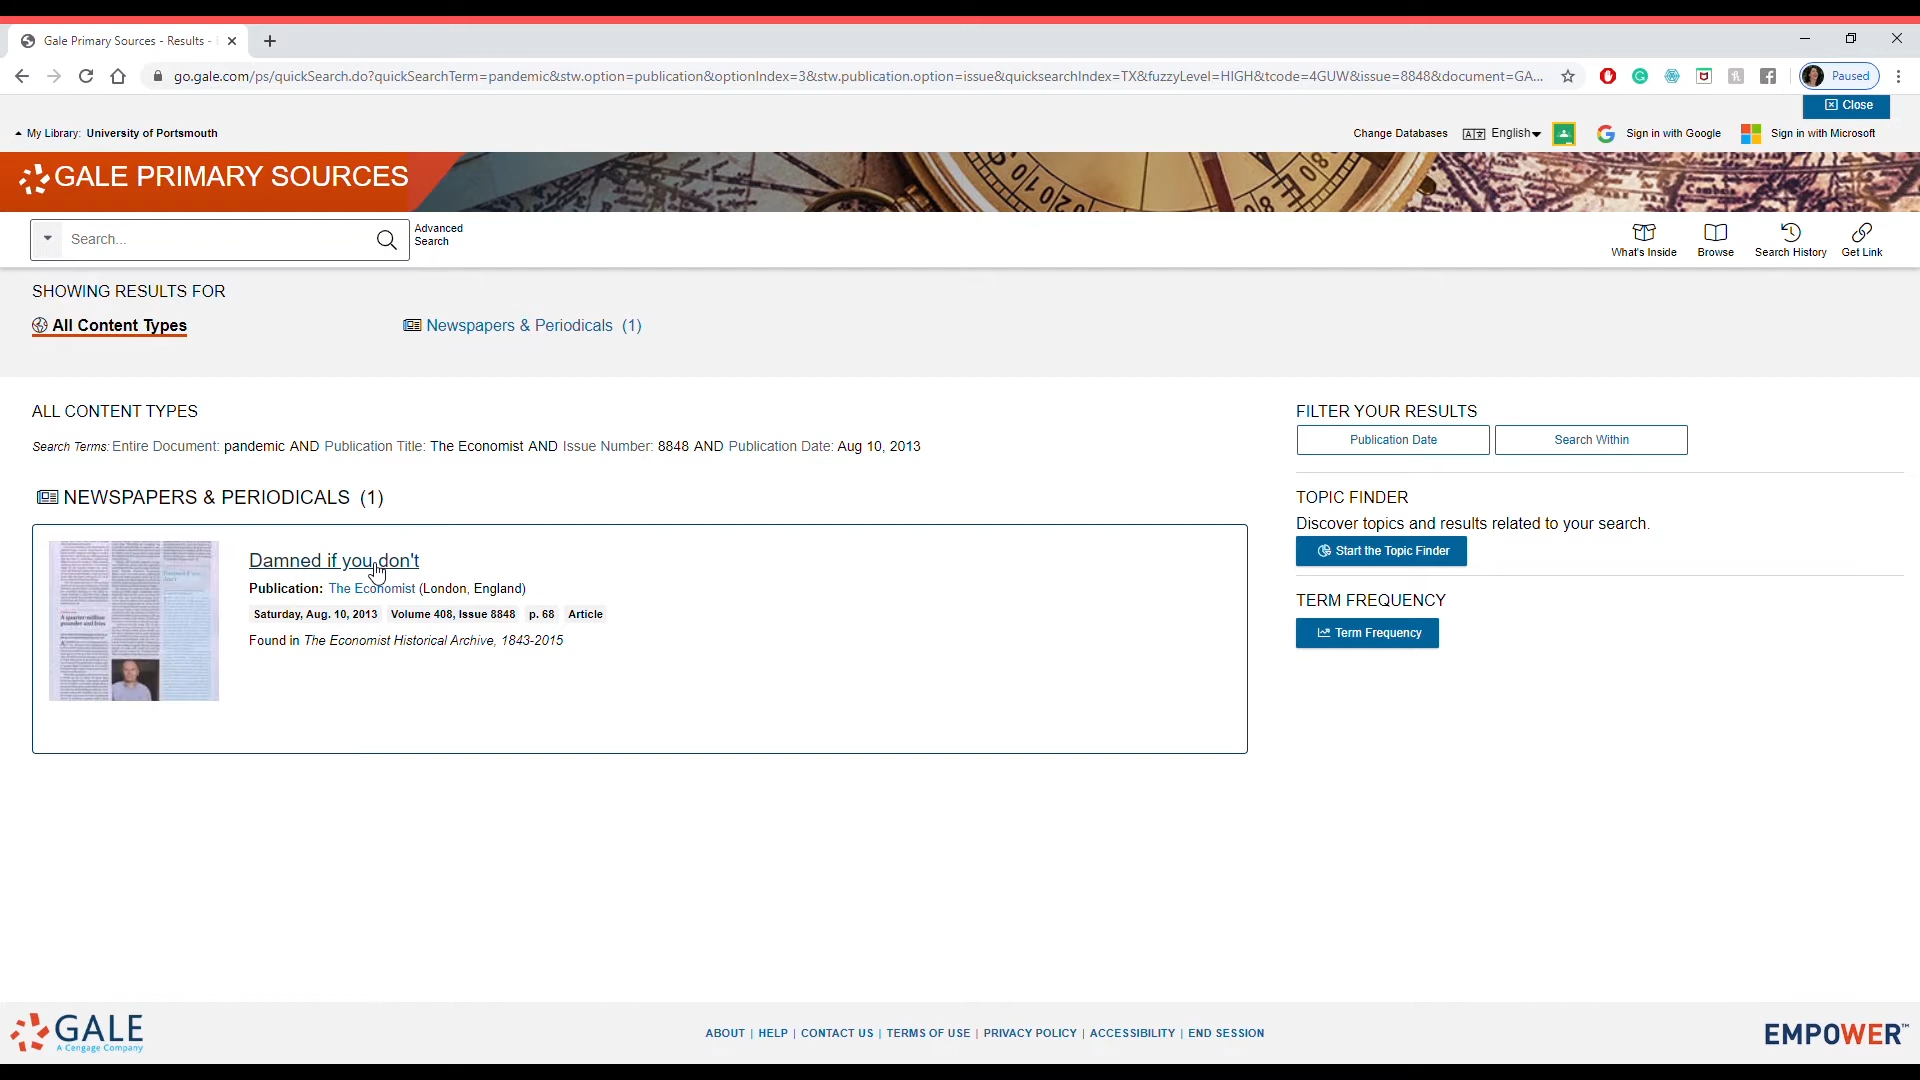 Gale Primary Sources - Results -
go.gale.com/ps/quickSearch.do?quickSearchTerm=pandemic&stw.option=publication&optionIndex=3&stw.publication.option=issue&quicksearchIndex=TX&fuzzyLevel=HIGH&tcode=4GUW&issue=8848&document=GA...
Paused
Close
My Library: University of Portsmouth
Change Databases
English
Sign in with Google
Sign in with Microsoft
GALE PRIMARY SOURCES
Search...
Advanced
Search
What's Inside
Browse
Search History
Get Link
SHOWING RESULTS FOR
All Content Types
Newspapers & Periodicals (1)
ALL CONTENT TYPES
Search Terms: Entire Document: pandemic AND Publication Title: The Economist AND Issue Number: 8848 AND Publication Date: Aug 10, 2013
NEWSPAPERS & PERIODICALS (1)
Damned if you don't
Publication: The Economist (London, England)
Saturday, Aug. 10, 2013 Volume 408, Issue 8848 p. 68 Article
Found in The Economist Historical Archive, 1843-2015
A quarter-million
pounder and fries
FILTER YOUR RESULTS
Publication Date
Search Within
TOPIC FINDER
Discover topics and results related to your search.
Start the Topic Finder
TERM FREQUENCY
Term Frequency
GALE
A Cengage Company
ABOUT | HELP | CONTACT US | TERMS OF USE | PRIVACY POLICY | ACCESSIBILITY | END SESSION
EMPOWER™